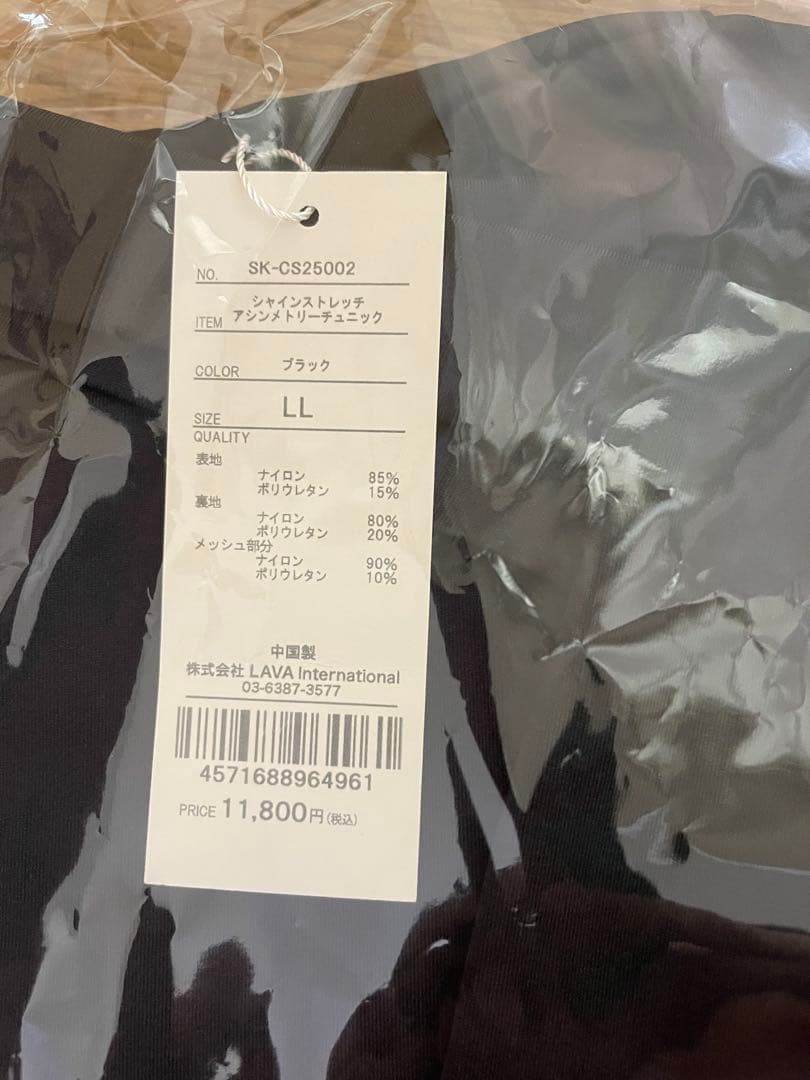 NO. SK-CS25002
シャインストレッチ
ITEM アシンメトリーチュニック
COLOR ブラック
SIZE LL
QUALITY
表地
ナイロン 85%
ポリウレタン 15%
裏地
ナイロン 80%
ポリウレタン 20%
メッシュ部分
ナイロン 90%
ポリウレタン 10%
中国製
株式会社 LAVA International
03-6387-3577
4571688964961
PRICE 11,800円(税込)